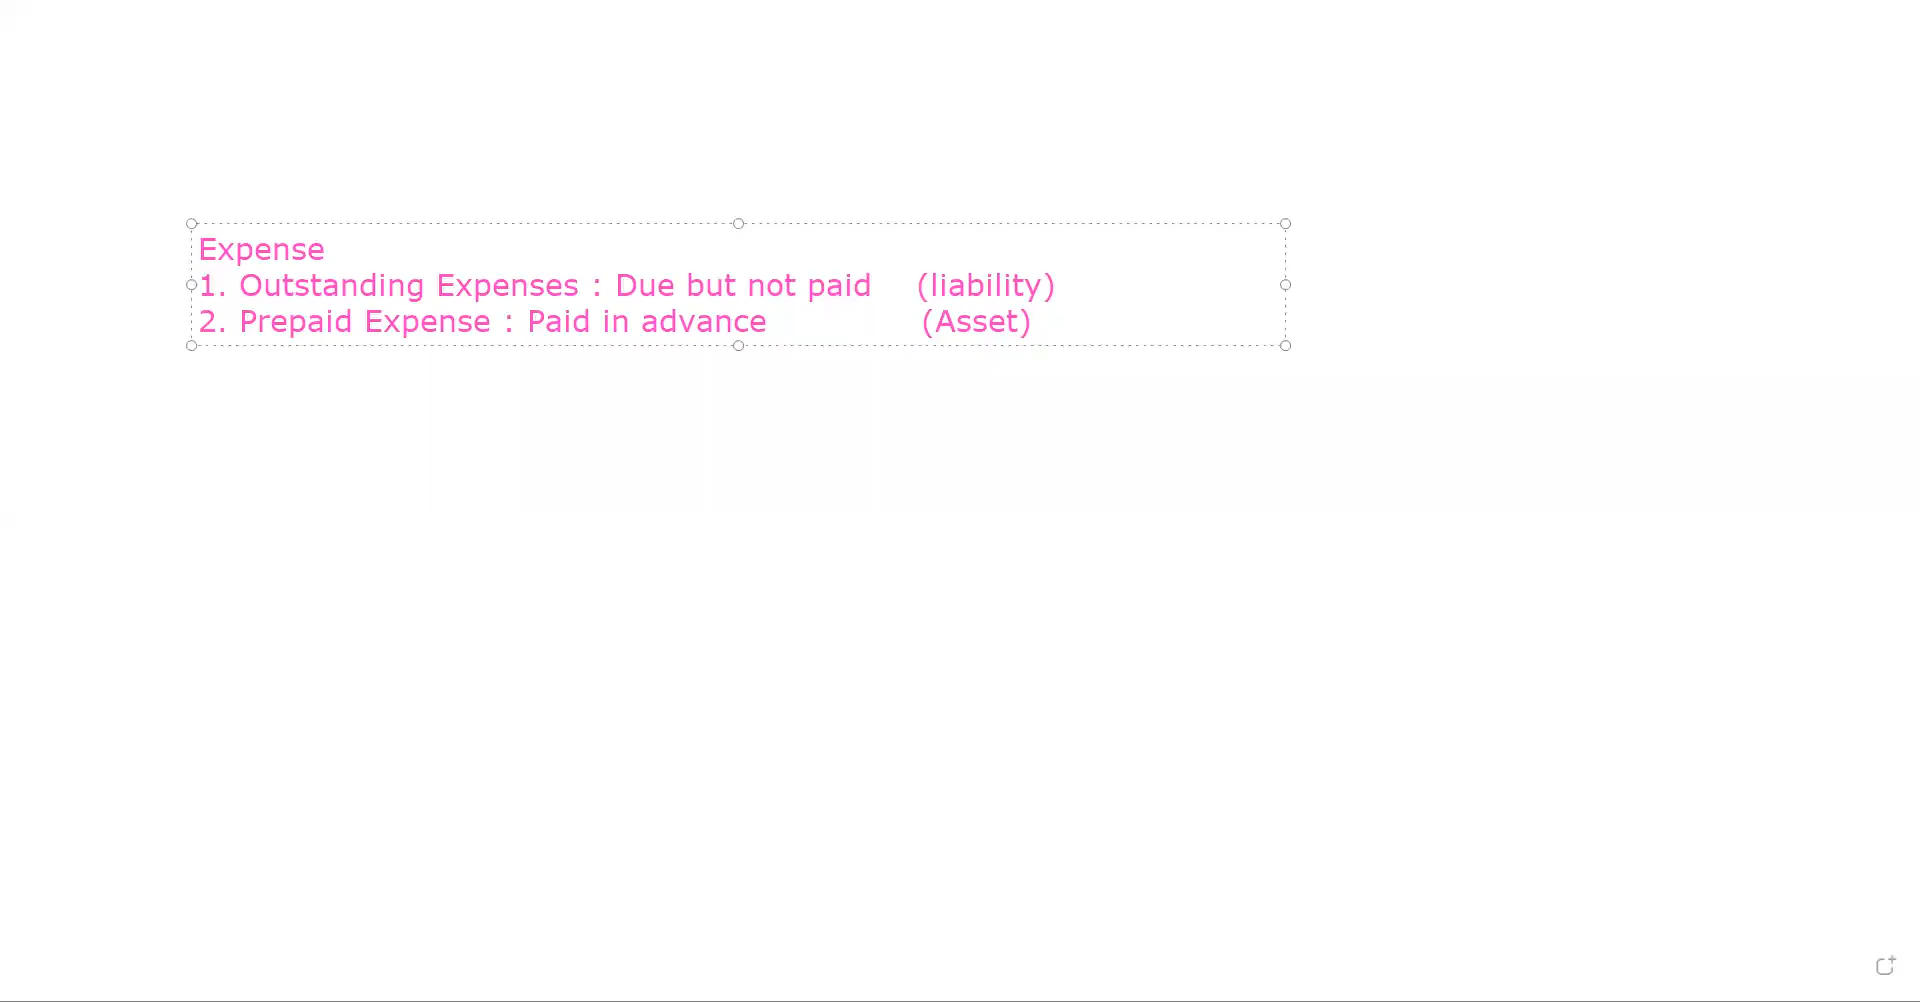 Expense
1. Outstanding Expenses : Due but not paid    (liability)
2. Prepaid Expense : Paid in advance              (Asset)